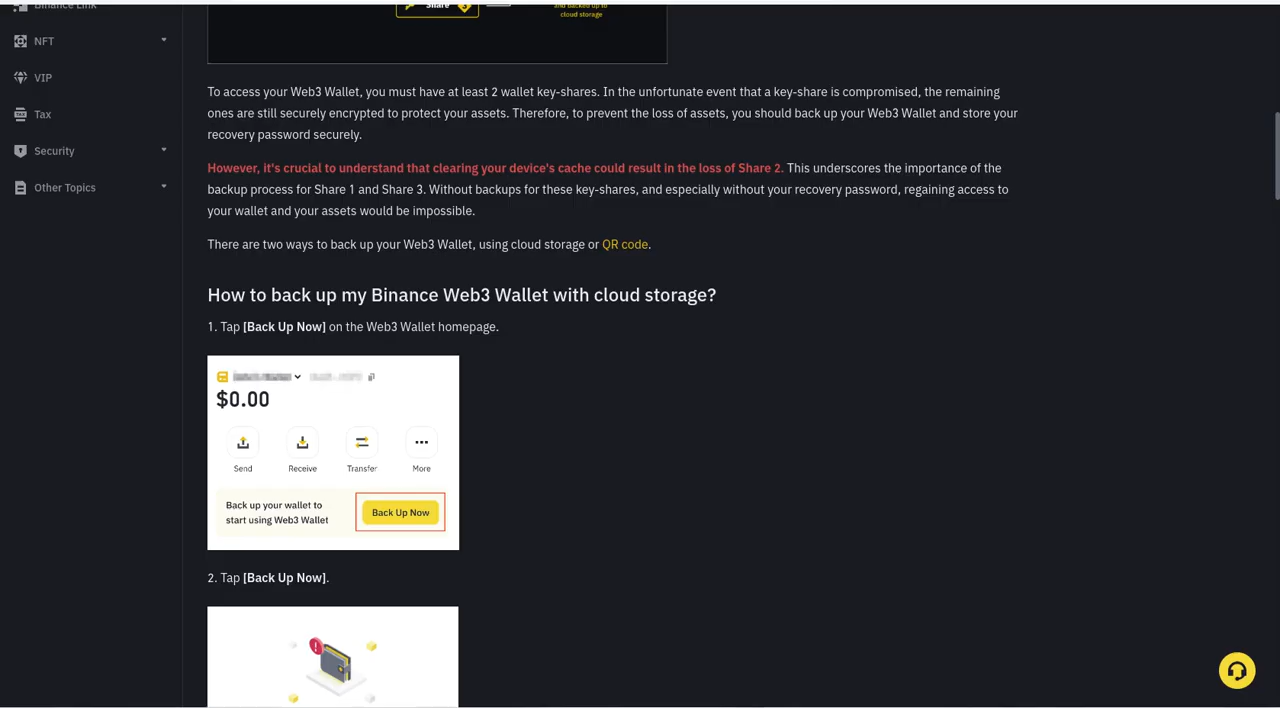 Binance Link
Share 3
and backed up to
cloud storage
NFT
VIP
Tax
Security
Other Topics
To access your Web3 Wallet, you must have at least 2 wallet key-shares. In the unfortunate event that a key-share is compromised, the remaining
ones are still securely encrypted to protect your assets. Therefore, to prevent the loss of assets, you should back up your Web3 Wallet and store your
recovery password securely.
However, it's crucial to understand that clearing your device's cache could result in the loss of Share 2. This underscores the importance of the
backup process for Share 1 and Share 3. Without backups for these key-shares, and especially without your recovery password, regaining access to
your wallet and your assets would be impossible.
There are two ways to back up your Web3 Wallet, using cloud storage or QR code.
How to back up my Binance Web3 Wallet with cloud storage?
1. Tap [Back Up Now] on the Web3 Wallet homepage.
$0.00
Send Receive Transfer More
Back up your wallet to
start using Web3 Wallet
Back Up Now
2. Tap [Back Up Now].